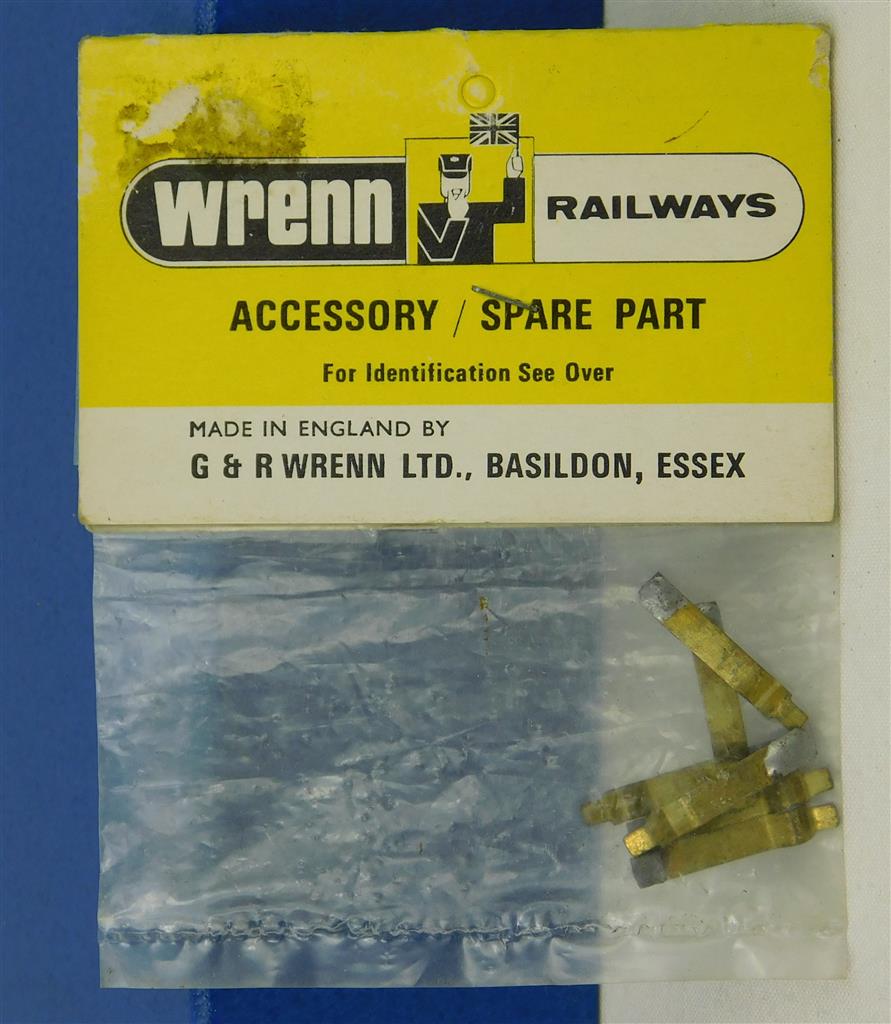 wrenn RAILWAYS
ACCESSORY / SPARE PART
For Identification See Over
MADE IN ENGLAND BY
G & R WRENN LTD., BASILDON, ESSEX